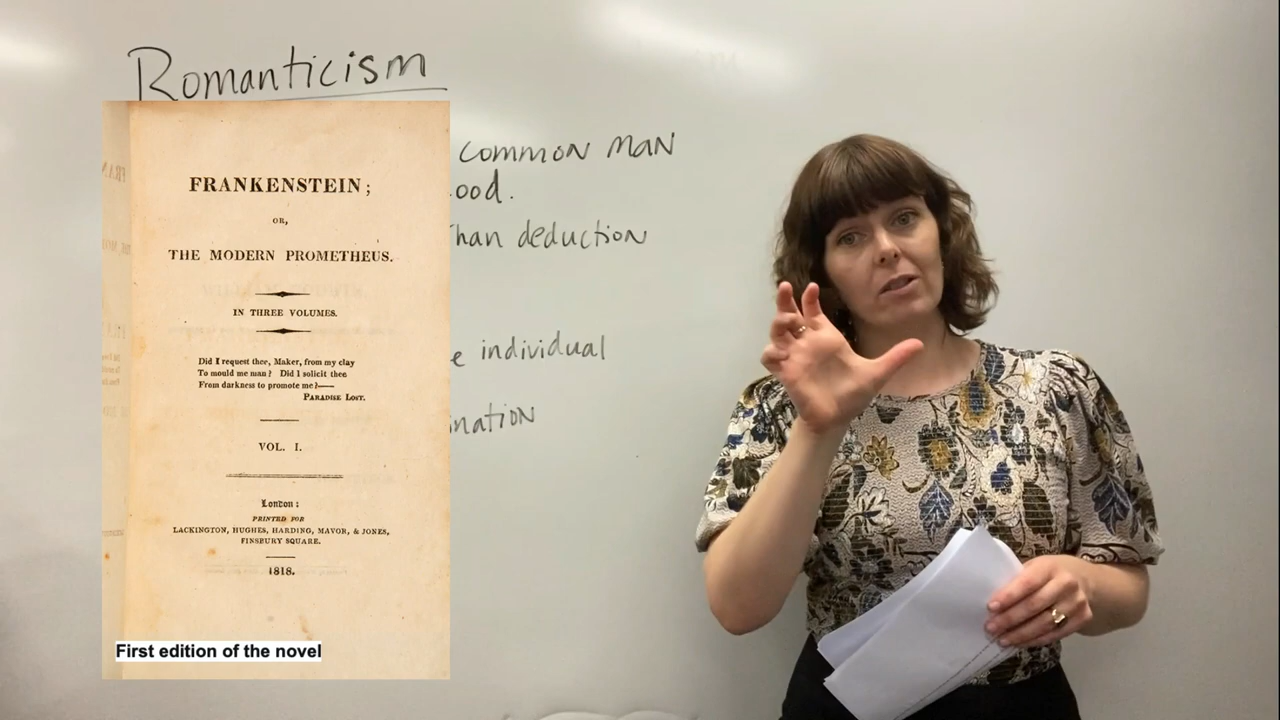 Romanticism
common man
ood.
than deduction
e individual
ination
FRANKENSTEIN;
OR,
THE MODERN PROMETHEUS.
IN THREE VOLUMES.
Did I request thee, Maker, from my clay
To mould me man? Did I solicit thee
From darkness to promote me?——
PARADISE LOST.
VOL. I.
London:
PRINTED FOR
LACKINGTON, HUGHES, HARDING, MAVOR, & JONES,
FINSBURY SQUARE.
1818.
First edition of the novel